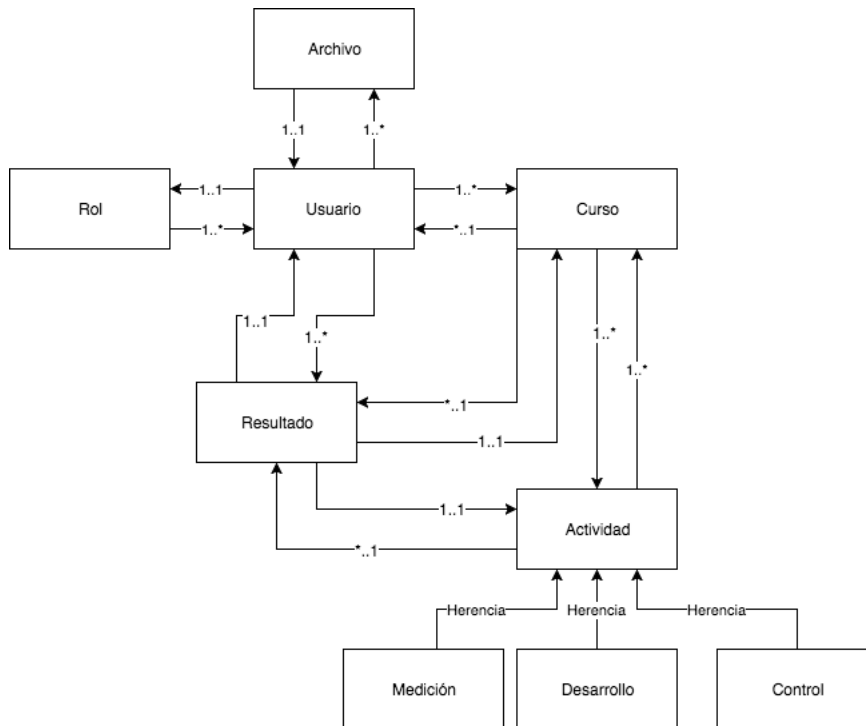 Archivo
1..1
1..*
Rol
1..1
1..*
Usuario
1..*
*..1
Curso
1..1
1..*
1..*
1..*
Resultado
*..1
1..1
1..1
*..1
Actividad
Herencia
Herencia
Herencia
Medición
Desarrollo
Control